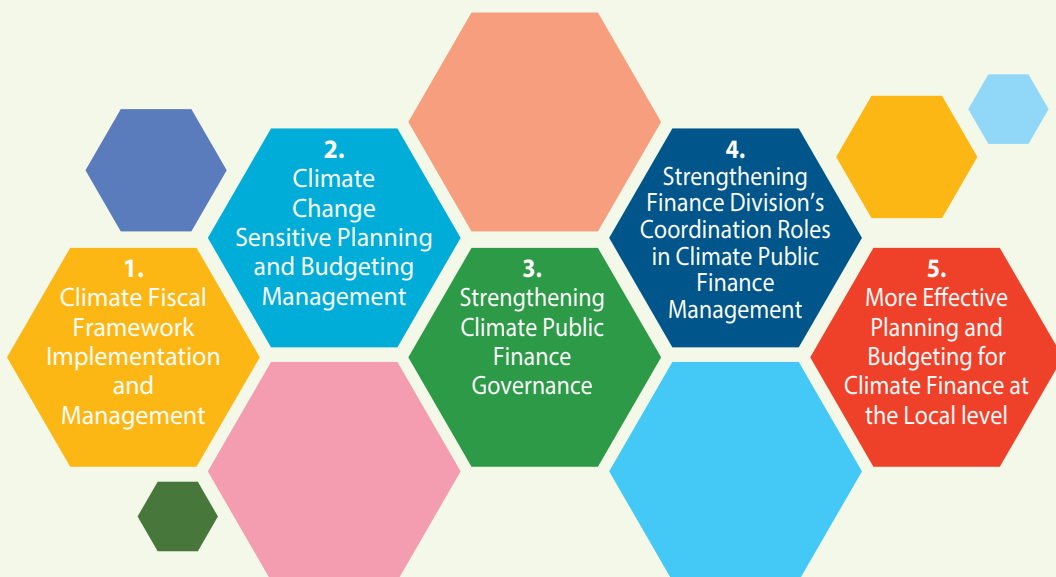 1.
Climate Fiscal
Framework
Implementation
and
Management
2.
Climate
Change
Sensitive Planning
and Budgeting
Management
3.
Strengthening
Climate Public
Finance
Governance
4.
Strengthening
Finance Division's
Coordination Roles
in Climate Public
Finance
Management
5.
More Effective
Planning and
Budgeting for
Climate Finance at
the Local level